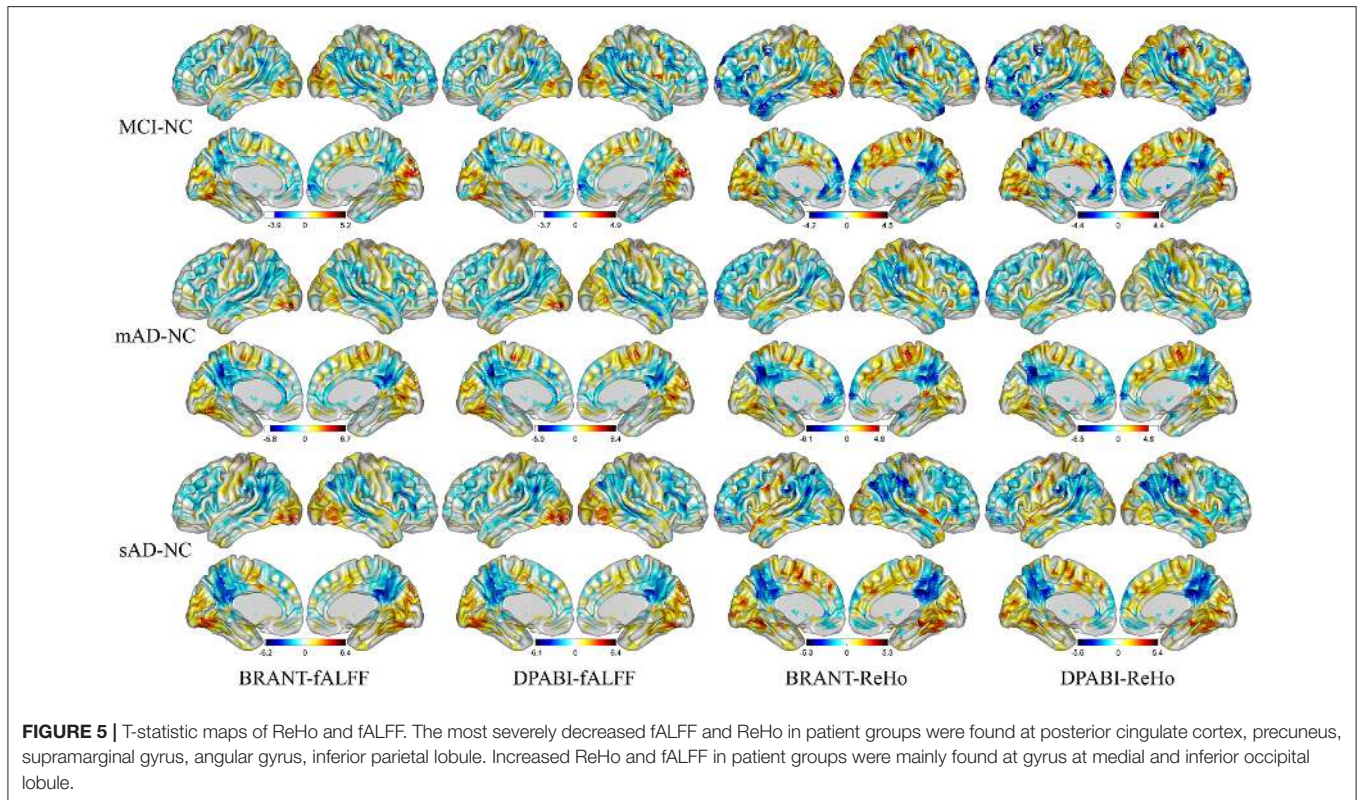 MCI-NC
-3.9 0 5.2
-3.7 0 4.9
-4.2 0 4.5
-4.4 0 4.4
mAD-NC
-5.8 0 6.7
-5.9 0 6.4
-6.1 0 4.8
0 4.8
sAD-NC
-6.2 0 6.4
-6.1 0 6.4
-5.3 0 5.3
-5.6 0 5.4
BRANT-fALFF DPABI-fALFF BRANT-ReHo DPABI-ReHo
FIGURE 5 | T-statistic maps of ReHo and fALFF. The most severely decreased fALFF and ReHo in patient groups were found at posterior cingulate cortex, precuneus,
supramarginal gyrus, angular gyrus, inferior parietal lobule. Increased ReHo and fALFF in patient groups were mainly found at gyrus at medial and inferior occipital
lobule.